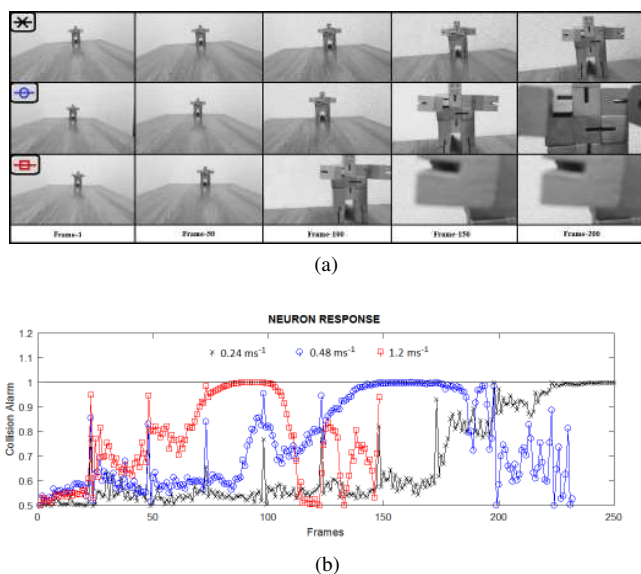 Frame-1 Frame-50 Frame-100 Frame-150 Frame-200
(a)
NEURON RESPONSE
1.2
1.1
1
0.9
0.8
0.7
0.6
0.5
Collision Alarm
0.24 ms⁻¹ 0.48 ms⁻¹ 1.2 ms⁻¹
0 50 100 150 200 250
Frames
(b)